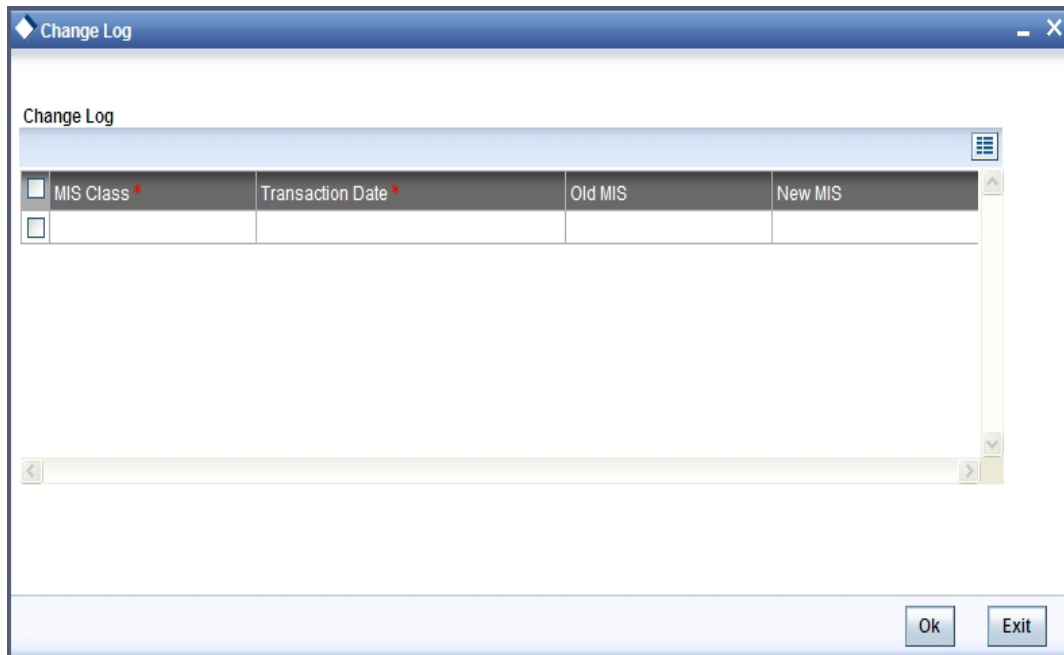 Change Log
Change Log
MIS Class * Transaction Date * Old MIS New MIS
Ok Exit